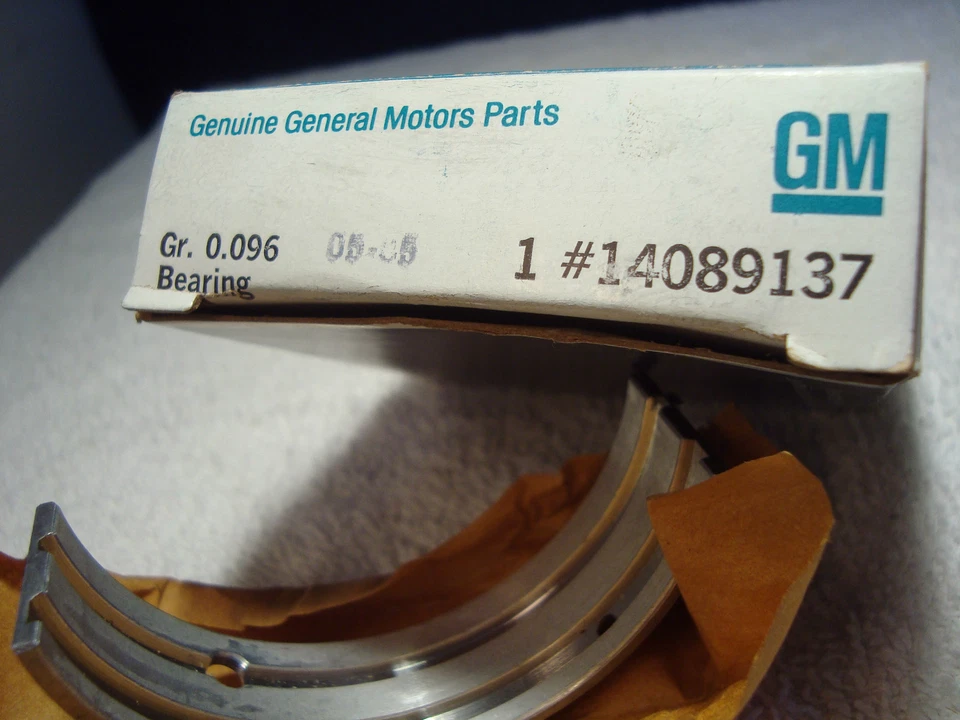 Genuine General Motors Parts
GM
Gr. 0.096
Bearing
1 #14089137